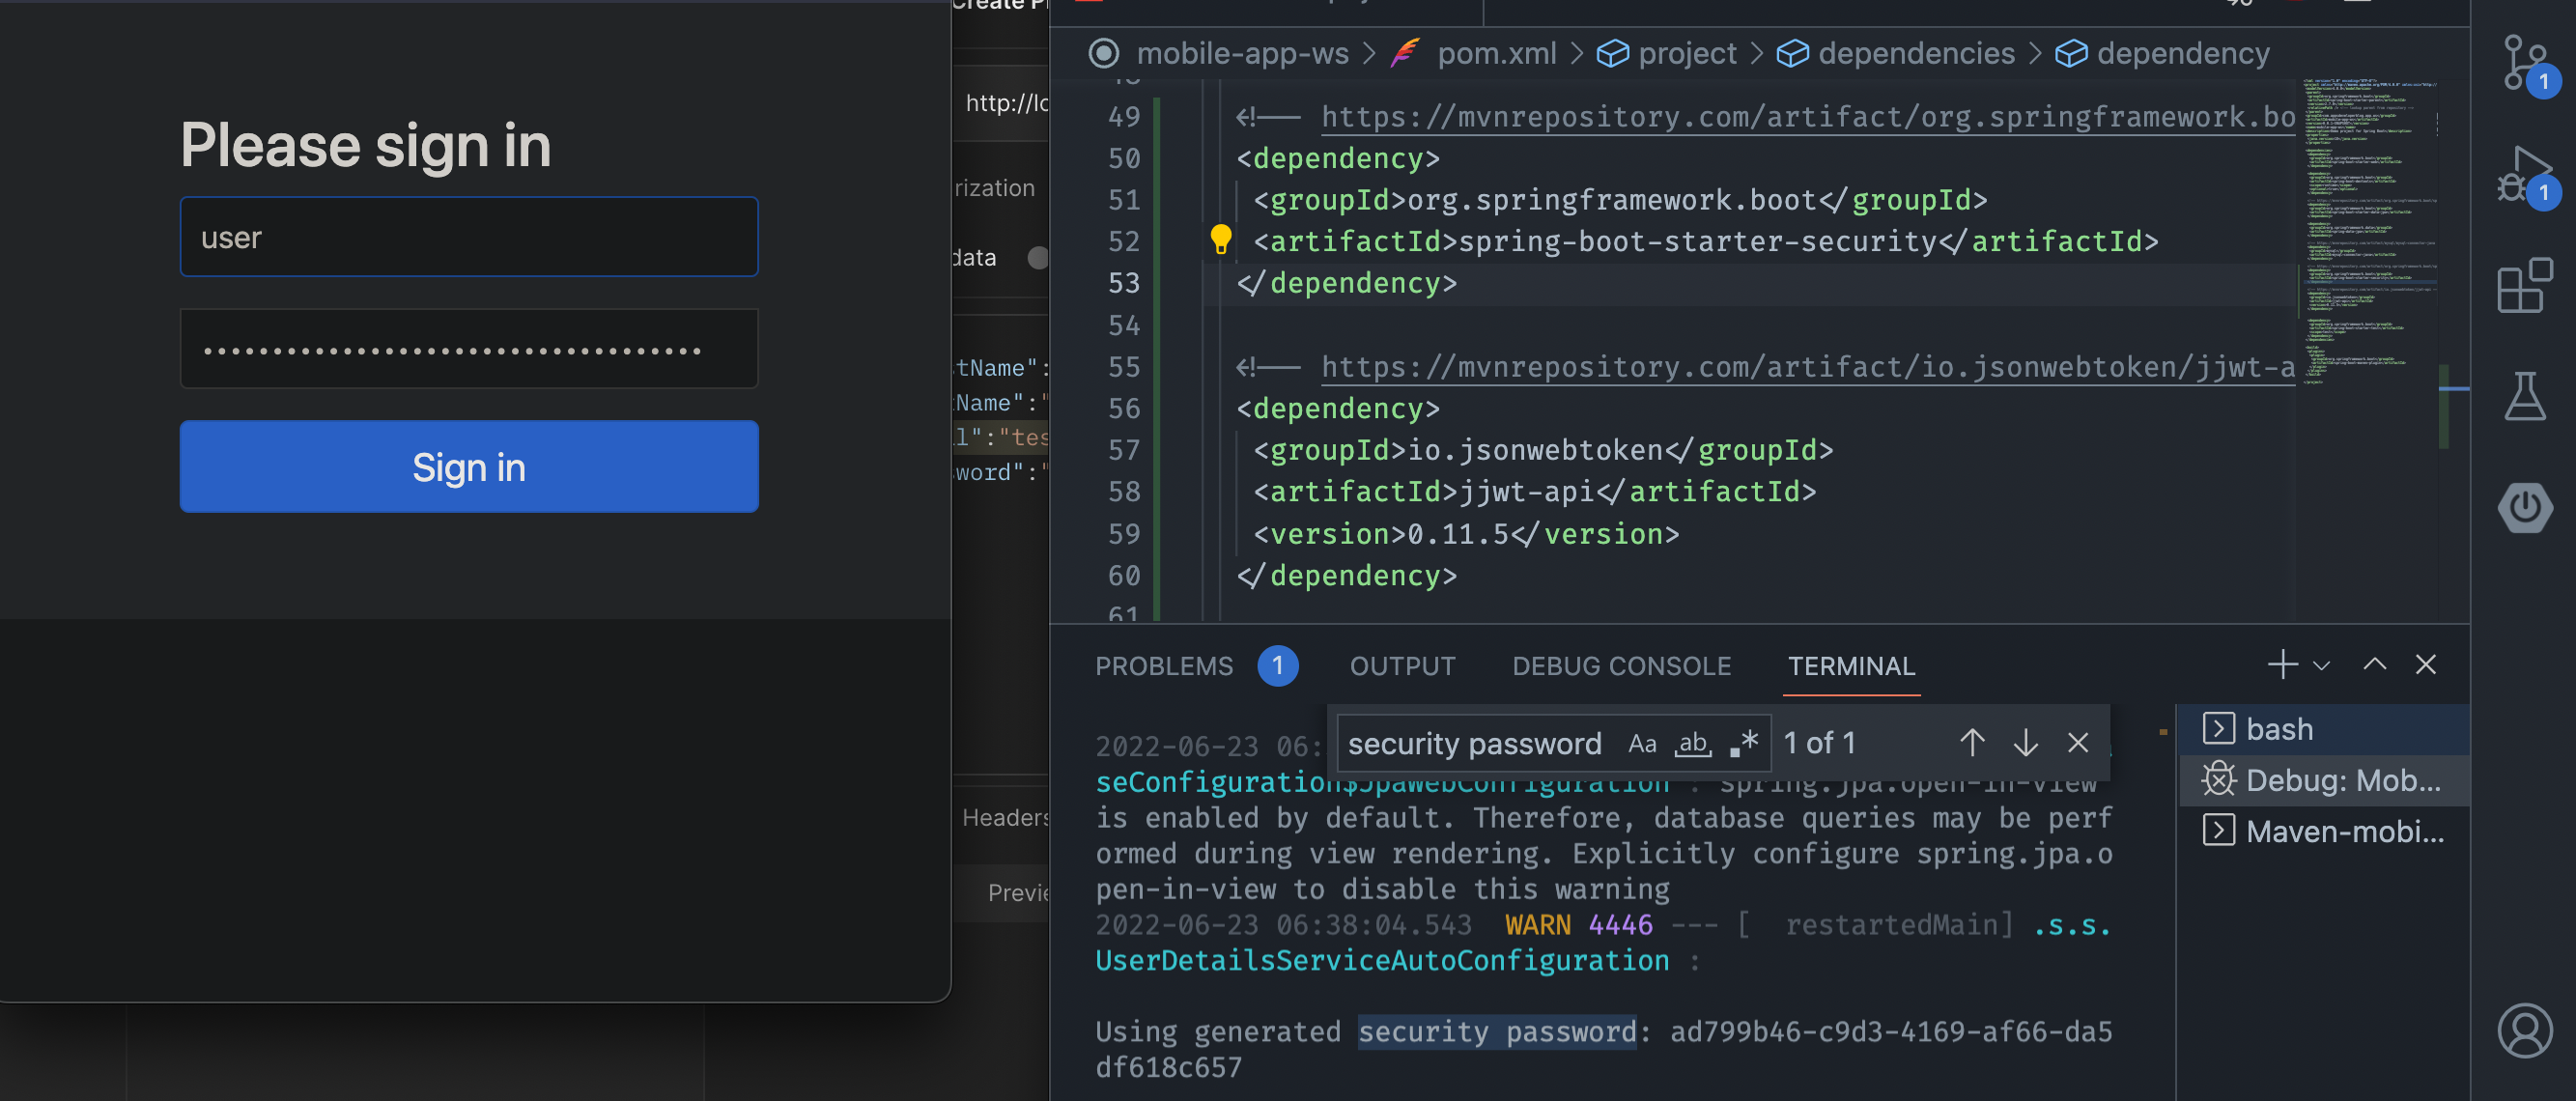 Please sign in
user
Sign in
Create P
http://lo
rization
data
tName":
Name":"
l":"tes
word":"
Headers
Previe
mobile-app-ws > pom.xml > project > dependencies > dependency
49 <!-- https://mvnrepository.com/artifact/org.springframework.bo
50 <dependency>
51 <groupId>org.springframework.boot</groupId>
52 <artifactId>spring-boot-starter-security</artifactId>
53 </dependency>
54
55 <!-- https://mvnrepository.com/artifact/io.jsonwebtoken/jjwt-a
56 <dependency>
57 <groupId>io.jsonwebtoken</groupId>
58 <artifactId>jjwt-api</artifactId>
59 <version>0.11.5</version>
60 </dependency>
61
PROBLEMS 1 OUTPUT DEBUG CONSOLE TERMINAL
security password Aa ab .* 1 of 1
2022-06-23 06:
seConfiguration$JpaWebConfiguration : spring.jpa.open-in-view
is enabled by default. Therefore, database queries may be perf
ormed during view rendering. Explicitly configure spring.jpa.o
pen-in-view to disable this warning
2022-06-23 06:38:04.543 WARN 4446 --- [ restartedMain] .s.s.
UserDetailsServiceAutoConfiguration :
Using generated security password: ad799b46-c9d3-4169-af66-da5
df618c657
bash
Debug: Mob...
Maven-mobi...
1
1